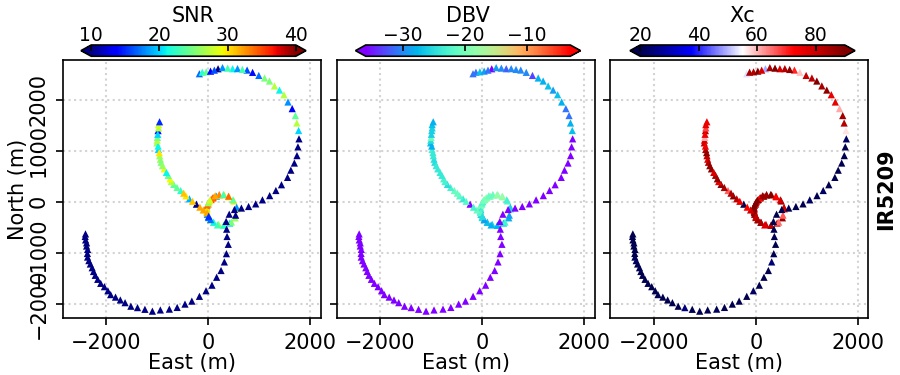 SNR DBV Xc
10 20 30 40 −30 −20 −10 20 40 60 80
2000
1000
0
−1000
−2000
North (m)
IR5209
−2000 0 2000 −2000 0 2000 −2000 0 2000
East (m) East (m) East (m)